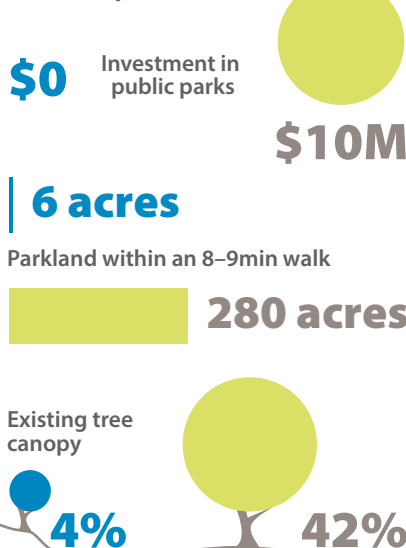 $0
Investment in
public parks
$10M
6 acres
Parkland within an 8–9min walk
280 acres
Existing tree
canopy
4%
42%